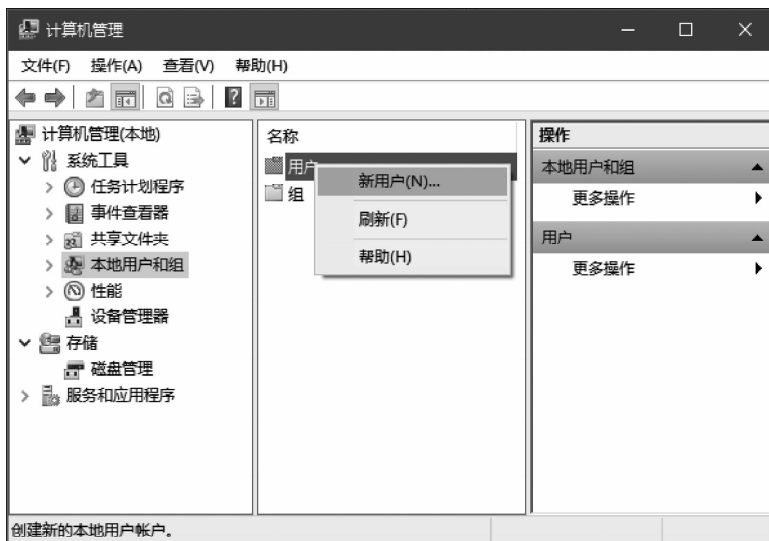 计算机管理
文件(F) 操作(A) 查看(V) 帮助(H)
计算机管理(本地)
系统工具
任务计划程序
事件查看器
共享文件夹
本地用户和组
性能
设备管理器
存储
磁盘管理
服务和应用程序
名称
用户
组
新用户(N)...
刷新(F)
帮助(H)
操作
本地用户和组
更多操作
用户
更多操作
创建新的本地用户帐户。